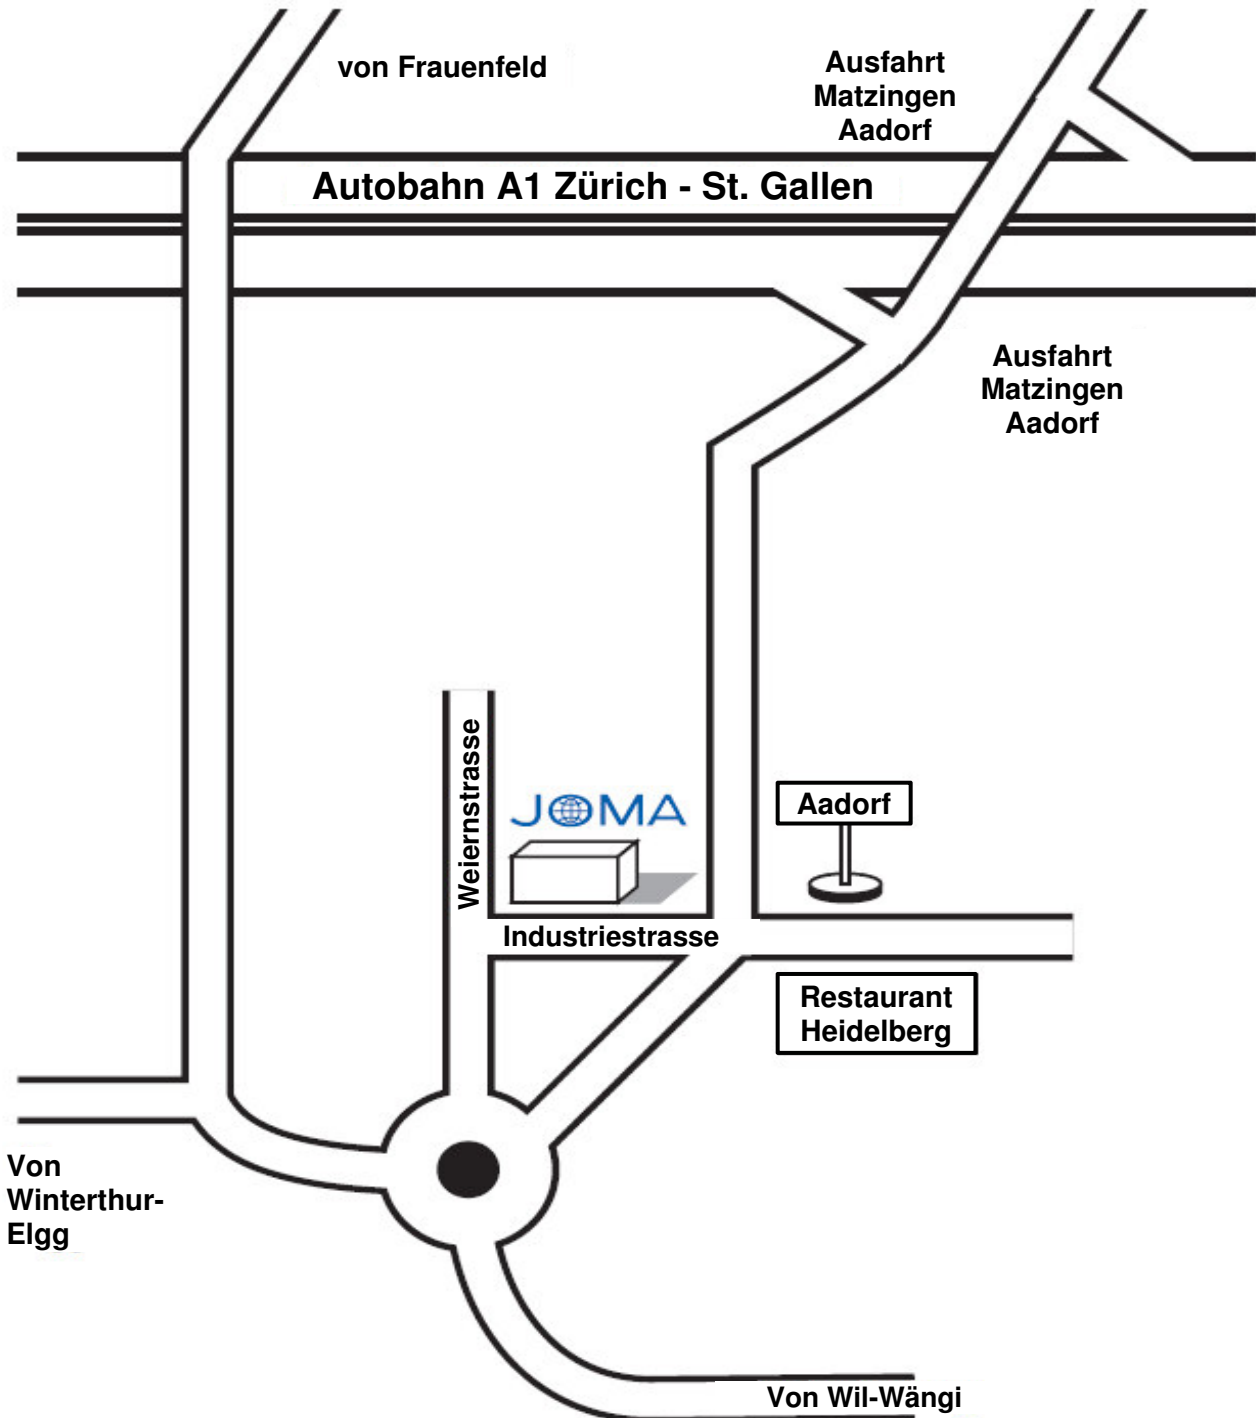 von Frauenfeld
Ausfahrt
Matzingen
Aadorf
Autobahn A1 Zürich - St. Gallen
Ausfahrt
Matzingen
Aadorf
Weiernstrasse
JOMA
Aadorf
Industriestrasse
Restaurant
Heidelberg
Von
Winterthur-
Elgg
Von Wil-Wängi